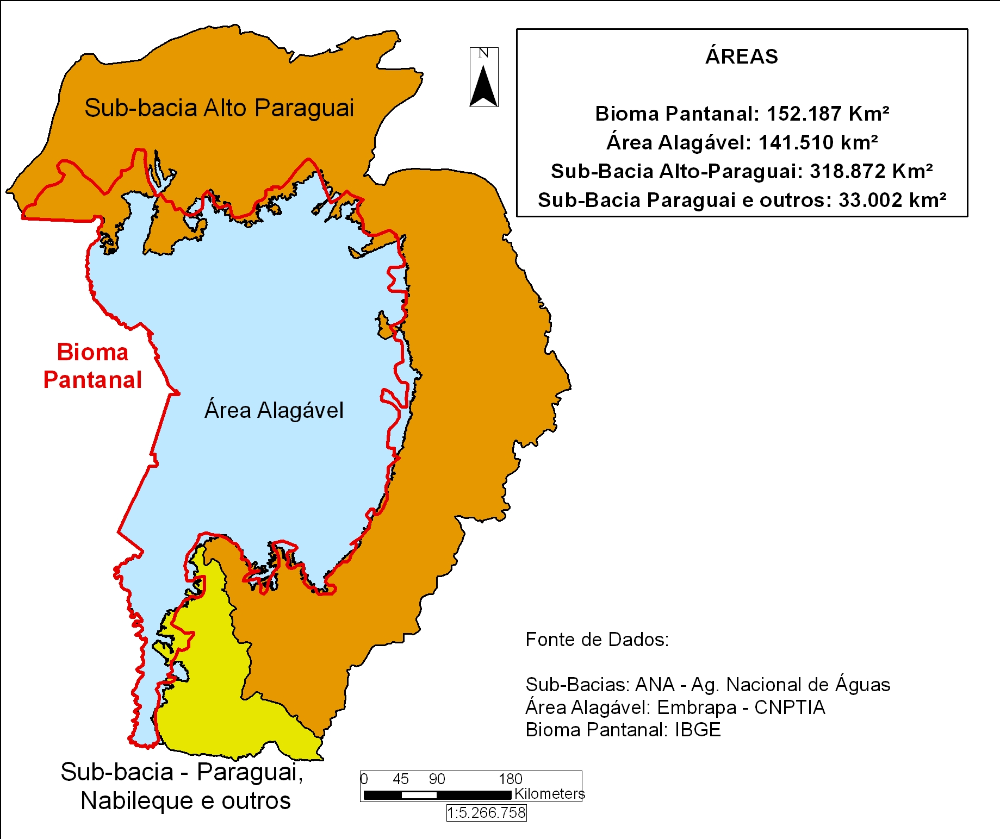 N
ÁREAS
Bioma Pantanal: 152.187 Km²
Área Alagável: 141.510 km²
Sub-Bacia Alto-Paraguai: 318.872 Km²
Sub-Bacia Paraguai e outros: 33.002 km²
Sub-bacia Alto Paraguai
Bioma
Pantanal
Área Alagável
Fonte de Dados:
Sub-Bacias: ANA - Ag. Nacional de Águas
Área Alagável: Embrapa - CNPTIA
Bioma Pantanal: IBGE
Sub-bacia - Paraguai,
Nabileque e outros
0 45 90 180
Kilometers
1:5.266.758